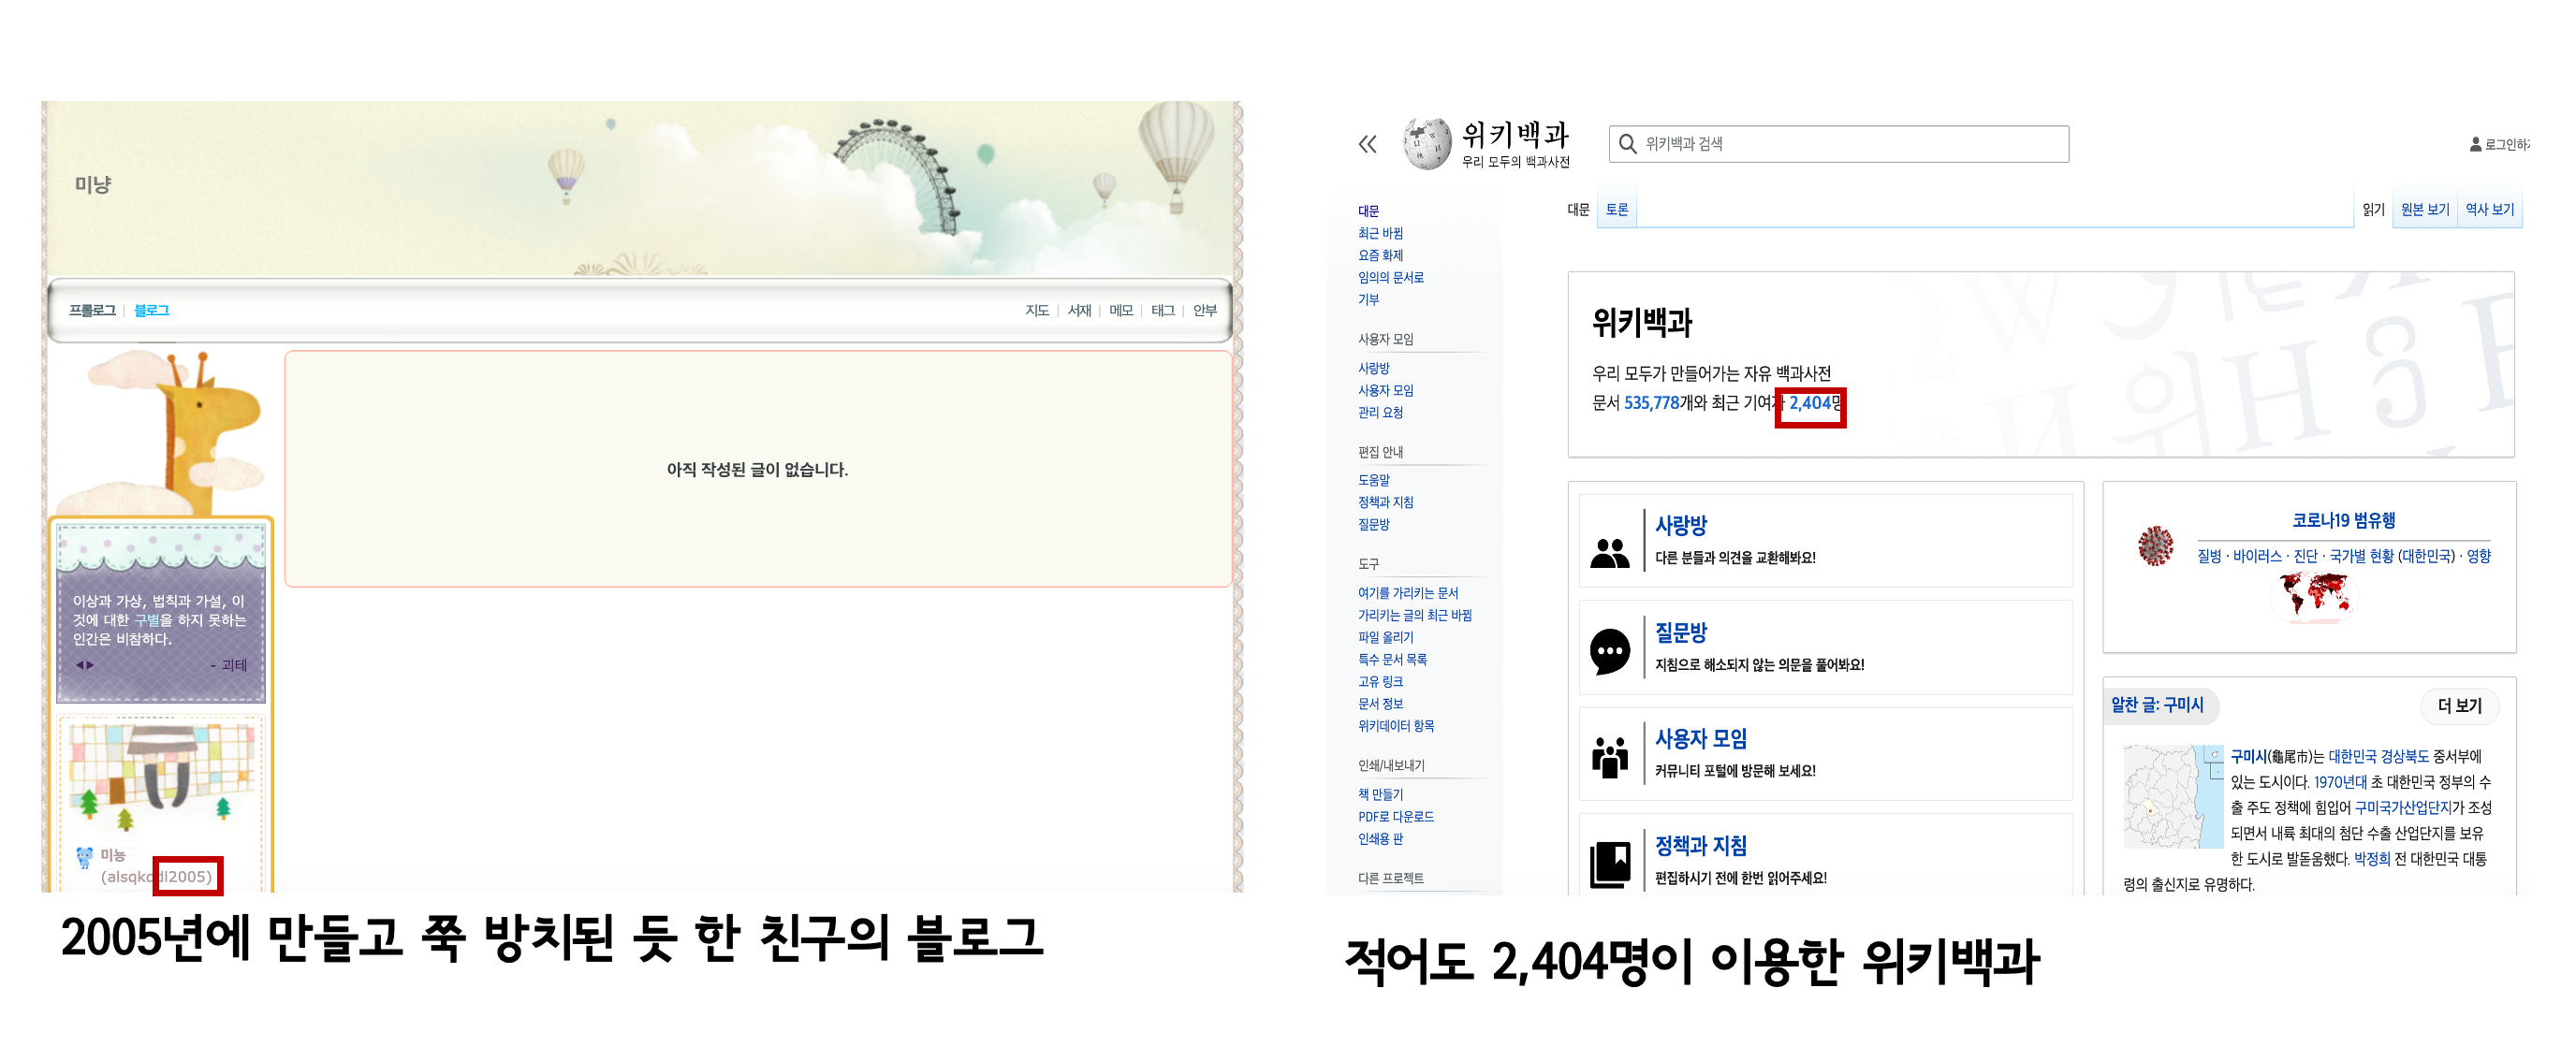 미냥
프롤로그 | 블로그
지도 | 서재 | 메모 | 태그 | 안부
아직 작성된 글이 없습니다.
이상과 가상, 법칙과 가설, 이
것에 대한 구별을 하지 못하는
인간은 비참하다.
- 괴테
미뇽
(alsqkddl2005)
2005년에 만들고 쭉 방치된 듯 한 친구의 블로그
위키백과
우리 모두의 백과사전
위키백과 검색
로그인하기
대문
최근 바뀜
요즘 화제
임의의 문서로
기부
사용자 모임
사랑방
사용자 모임
관리 요청
편집 안내
도움말
정책과 지침
질문방
도구
여기를 가리키는 문서
가리키는 글의 최근 바뀜
파일 올리기
특수 문서 목록
고유 링크
문서 정보
위키데이터 항목
인쇄/내보내기
책 만들기
PDF로 다운로드
인쇄용 판
다른 프로젝트
대문 토론
읽기 원본 보기 역사 보기
위키백과
우리 모두가 만들어가는 자유 백과사전
문서 535,778개와 최근 기여자 2,404명
사랑방
다른 분들과 의견을 교환해봐요!
질문방
지침으로 해소되지 않는 의문을 풀어봐요!
사용자 모임
커뮤니티 포털에 방문해 보세요!
정책과 지침
편집하시기 전에 한번 읽어주세요!
코로나19 범유행
질병 · 바이러스 · 진단 · 국가별 현황 (대한민국) · 영향
알찬 글: 구미시
더 보기
구미시(龜尾市)는 대한민국 경상북도 중서부에
있는 도시이다. 1970년대 초 대한민국 정부의 수
출 주도 정책에 힘입어 구미국가산업단지가 조성
되면서 내륙 최대의 첨단 수출 산업단지를 보유
한 도시로 발돋움했다. 박정희 전 대한민국 대통
령의 출신지로 유명하다.
적어도 2,404명이 이용한 위키백과